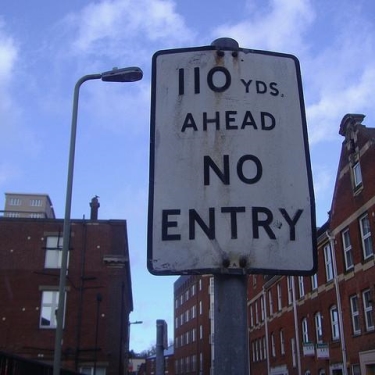 110 YDS.
AHEAD
NO
ENTRY